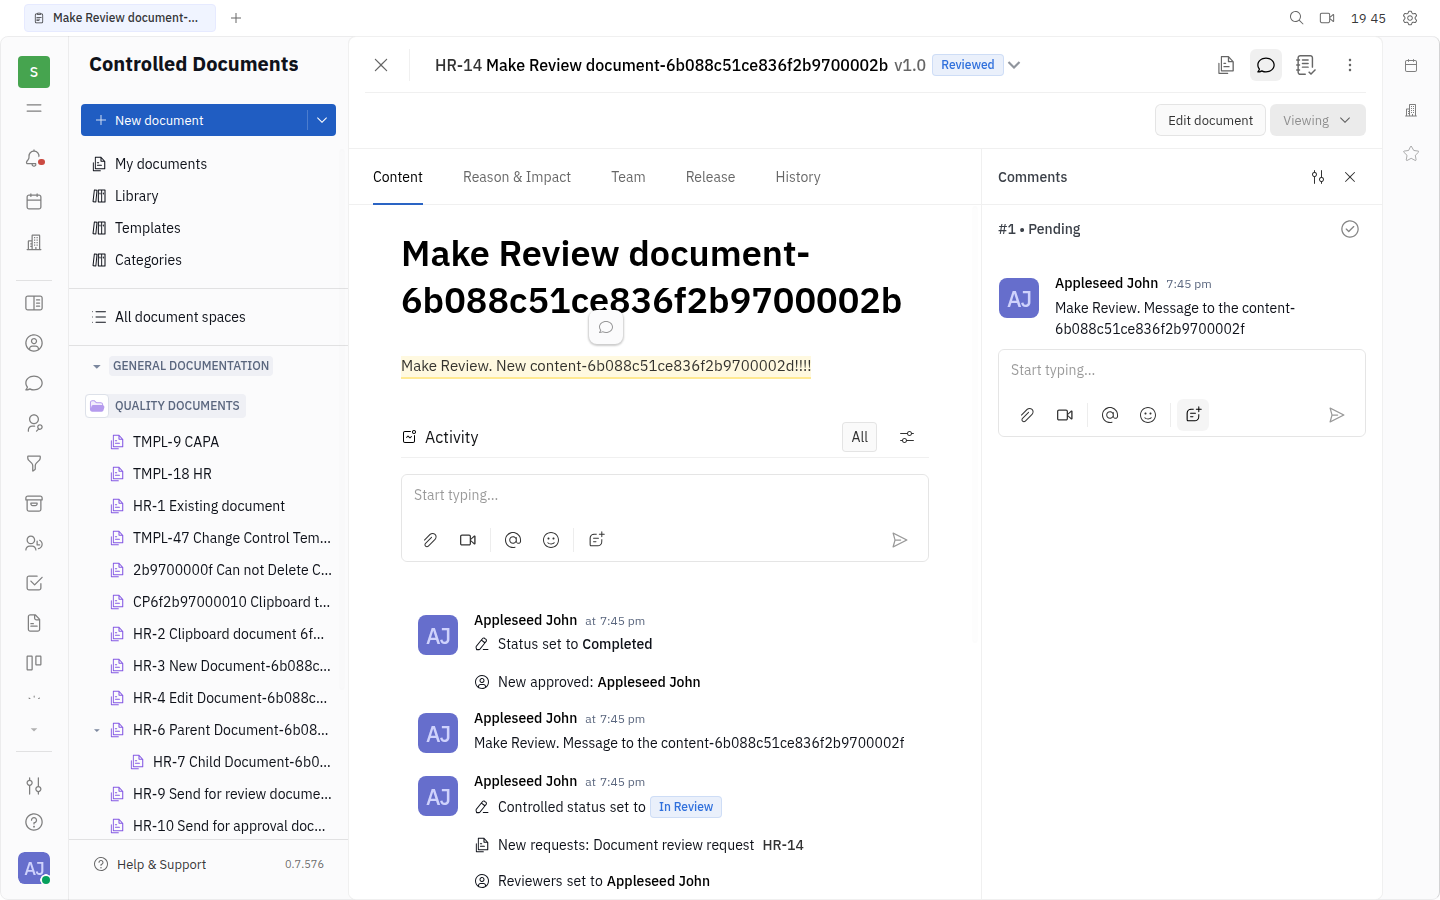 Make Review document-...
19 45
S
Controlled Documents
New document
My documents
Library
Templates
Categories
All document spaces
GENERAL DOCUMENTATION
QUALITY DOCUMENTS
TMPL-9 CAPA
TMPL-18 HR
HR-1 Existing document
TMPL-47 Change Control Tem...
2b9700000f Can not Delete C...
CP6f2b97000010 Clipboard t...
HR-2 Clipboard document 6f...
HR-3 New Document-6b088c...
HR-4 Edit Document-6b088c...
HR-6 Parent Document-6b08...
HR-7 Child Document-6b0...
HR-9 Send for review docume...
HR-10 Send for approval doc...
Help & Support 0.7.576
AJ
HR-14 Make Review document-6b088c51ce836f2b9700002b v1.0 Reviewed
Edit document Viewing
Content Reason & Impact Team Release History
Make Review document-
6b088c51ce836f2b9700002b
Make Review. New content-6b088c51ce836f2b9700002d!!!!
Activity All
Start typing...
AJ Appleseed John at 7:45 pm
Status set to Completed
New approved: Appleseed John
AJ Appleseed John at 7:45 pm
Make Review. Message to the content-6b088c51ce836f2b9700002f
AJ Appleseed John at 7:45 pm
Controlled status set to In Review
New requests: Document review request HR-14
Reviewers set to Appleseed John
Comments
#1 • Pending
AJ Appleseed John 7:45 pm
Make Review. Message to the content-
6b088c51ce836f2b9700002f
Start typing...